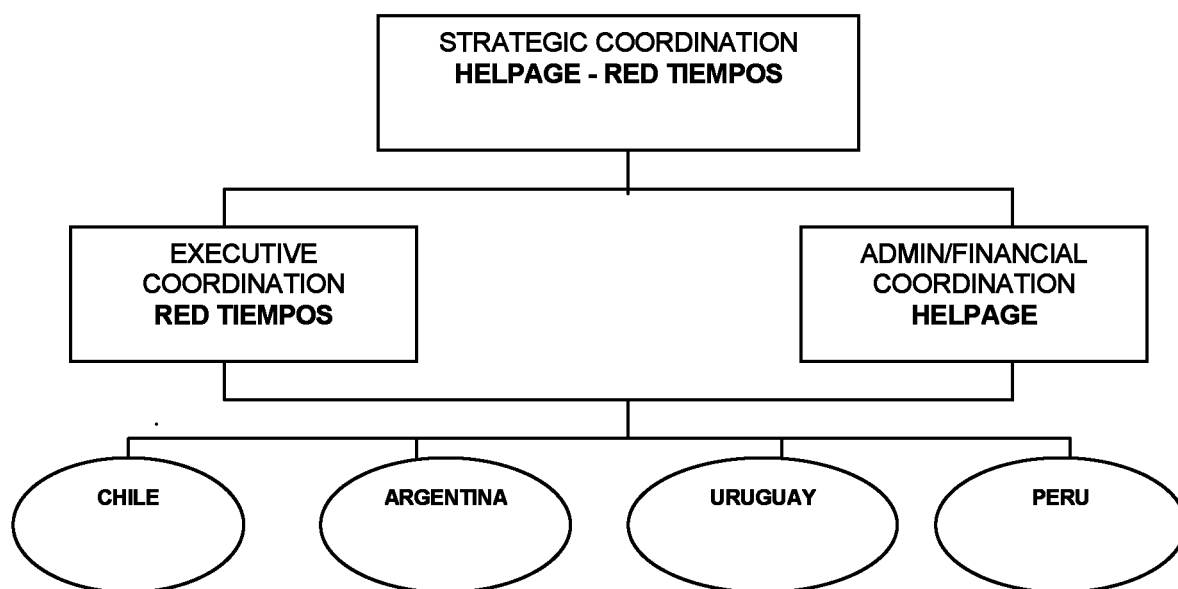 STRATEGIC COORDINATION
HELPAGE - RED TIEMPOS
EXECUTIVE
COORDINATION
RED TIEMPOS
ADMIN/FINANCIAL
COORDINATION
HELPAGE
CHILE
ARGENTINA
URUGUAY
PERU